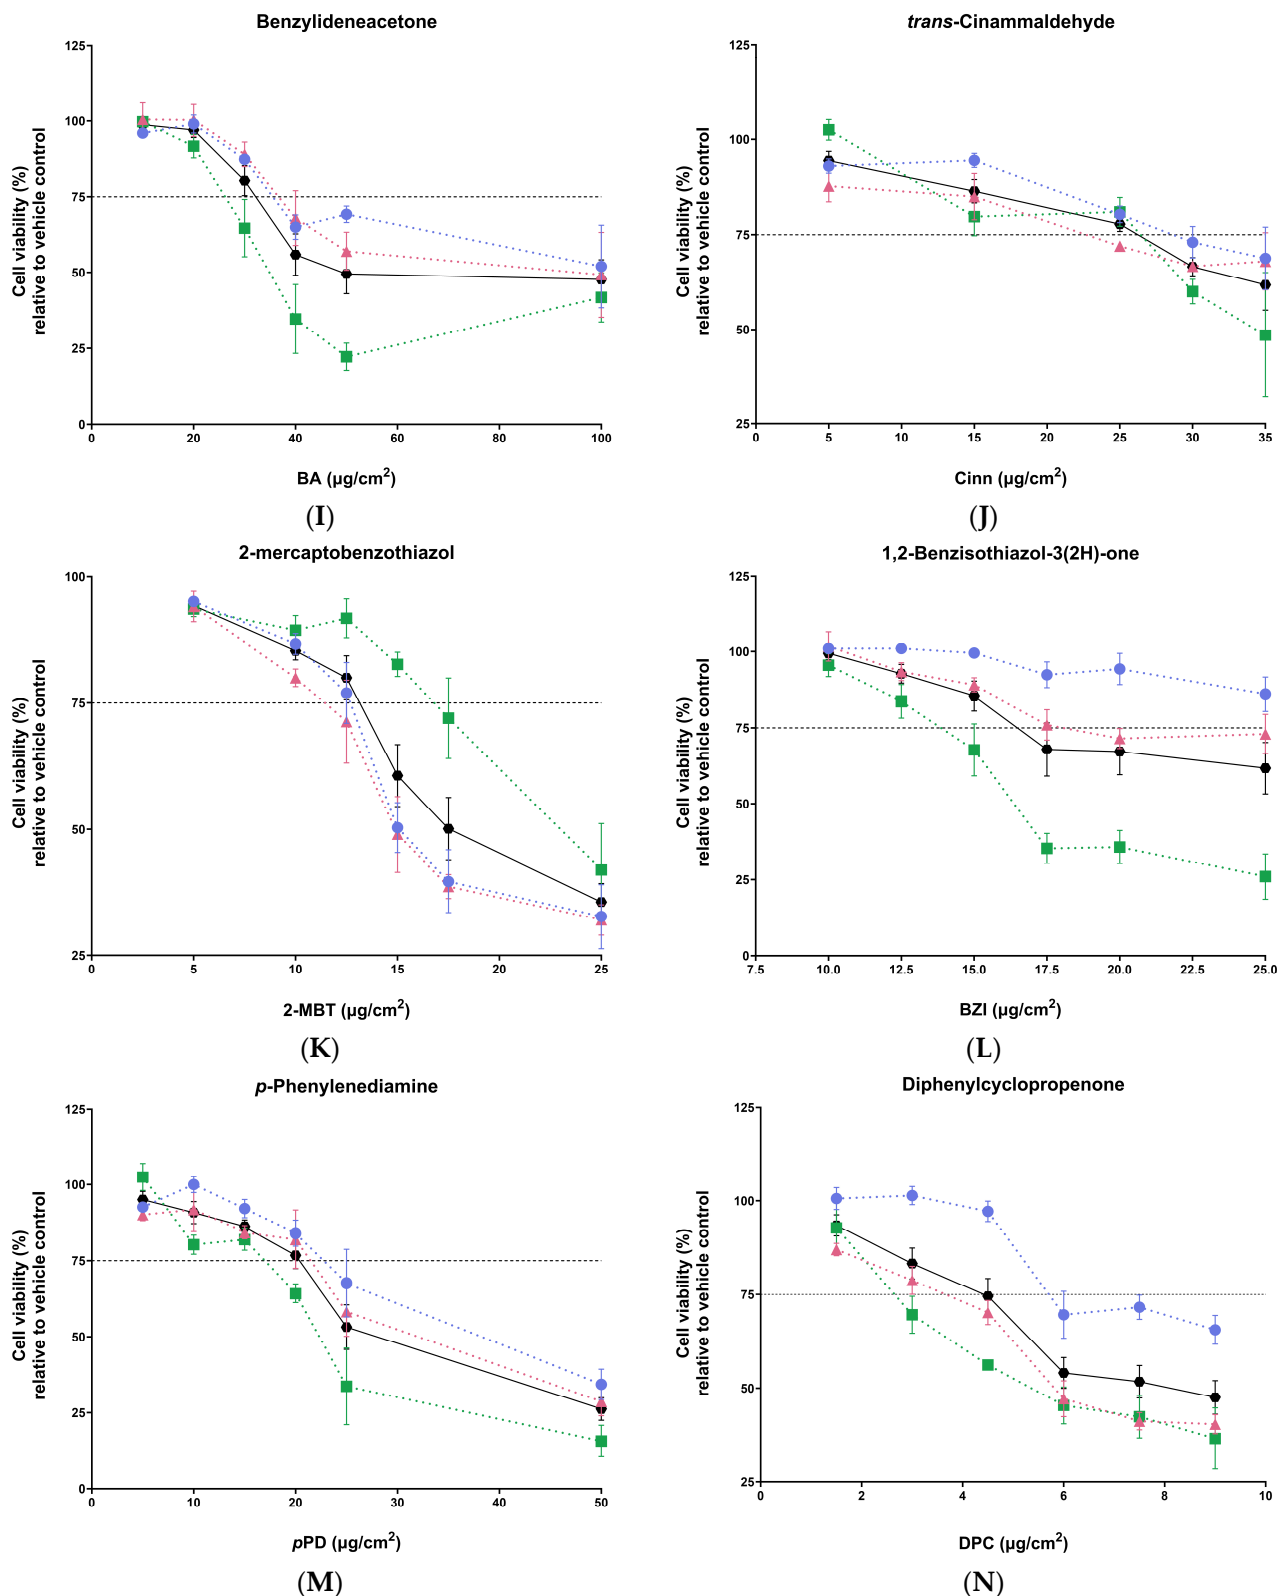 Benzylideneacetone
Cell viability (%)
relative to vehicle control
125
100
75
50
25
0
0 20 40 60 80 100
BA (µg/cm²)
(I)
trans-Cinammaldehyde
Cell viability (%)
relative to vehicle control
125
100
75
50
25
0 5 10 15 20 25 30 35
Cinn (µg/cm²)
(J)
2-mercaptobenzothiazol
Cell viability (%)
relative to vehicle control
100
75
50
25
0 5 10 15 20 25
2-MBT (µg/cm²)
(K)
1,2-Benzisothiazol-3(2H)-one
Cell viability (%)
relative to vehicle control
125
100
75
50
25
0
7.5 10.0 12.5 15.0 17.5 20.0 22.5 25.0
BZI (µg/cm²)
(L)
p-Phenylenediamine
Cell viability (%)
relative to vehicle control
125
100
75
50
25
0
0 10 20 30 40 50
pPD (µg/cm²)
(M)
Diphenylcyclopropenone
Cell viability (%)
relative to vehicle control
125
100
75
50
25
0 2 4 6 8 10
DPC (µg/cm²)
(N)